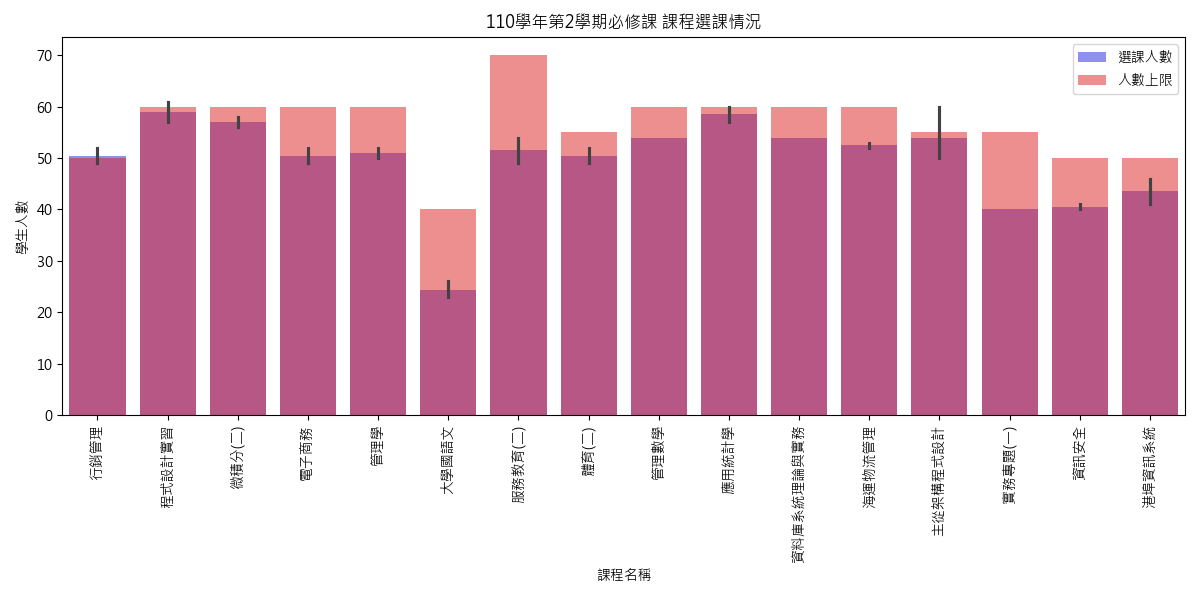 110學年第2學期必修課 課程選課情況
選課人數
人數上限
學生人數
70
60
50
40
30
20
10
0
行銷管理
程式設計實習
微積分(二)
電子商務
管理學
大學國語文
服務教育(二)
體育(二)
管理數學
應用統計學
資料庫系統理論與實務
海運物流管理
主從架構程式設計
實務專題(一)
資訊安全
港埠資訊系統
課程名稱